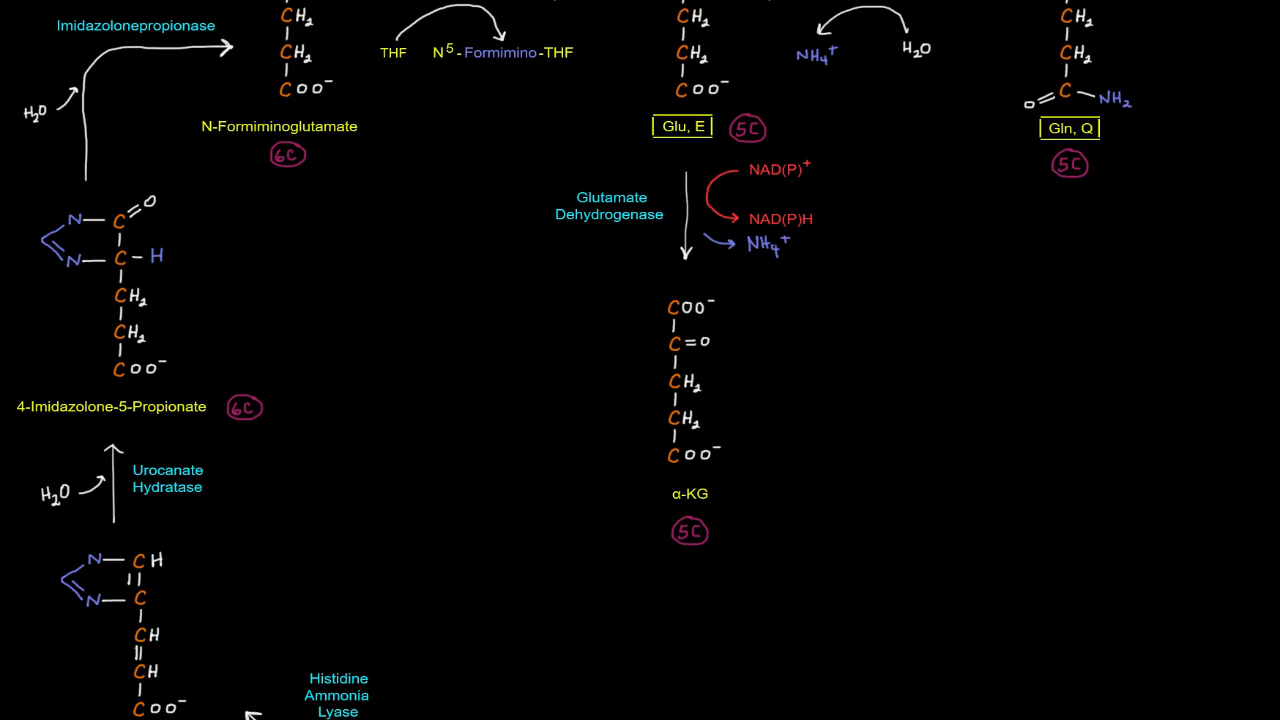 Imidazolonepropionase
H₂O
CH₂
CH₂
COO⁻
N-Formiminoglutamate
6C
THF
N⁵-Formimino-THF
CH₂
CH₂
COO⁻
Glu, E
5C
NH₄⁺
H₂O
CH₂
CH₂
O=C-NH₂
Gln, Q
5C
Glutamate
Dehydrogenase
NAD(P)⁺
NAD(P)H
NH₄⁺
N-C=O
N-C-H
CH₂
CH₂
COO⁻
4-Imidazolone-5-Propionate
6C
COO⁻
C=O
CH₂
CH₂
COO⁻
α-KG
5C
H₂O
Urocanate
Hydratase
N-CH
N-C
CH
CH
COO⁻
Histidine
Ammonia
Lyase